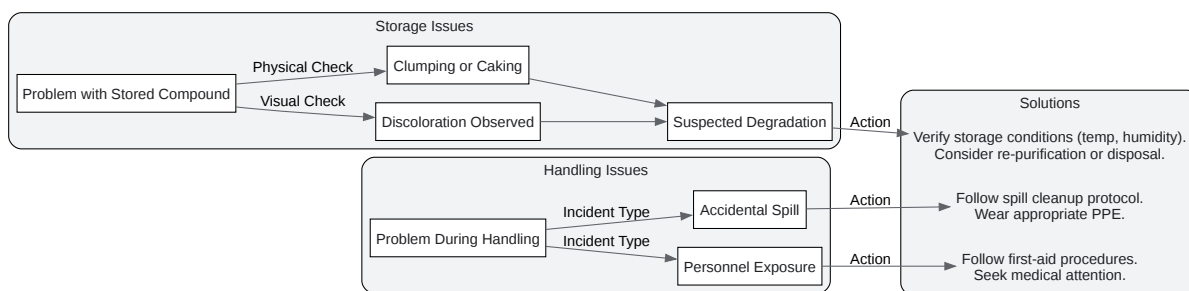 Storage Issues
Problem with Stored Compound
Physical Check
Visual Check
Clumping or Caking
Discoloration Observed
Suspected Degradation
Action
Handling Issues
Problem During Handling
Incident Type
Incident Type
Accidental Spill
Personnel Exposure
Action
Action
Solutions
Verify storage conditions (temp, humidity).
Consider re-purification or disposal.
Follow spill cleanup protocol.
Wear appropriate PPE.
Follow first-aid procedures.
Seek medical attention.